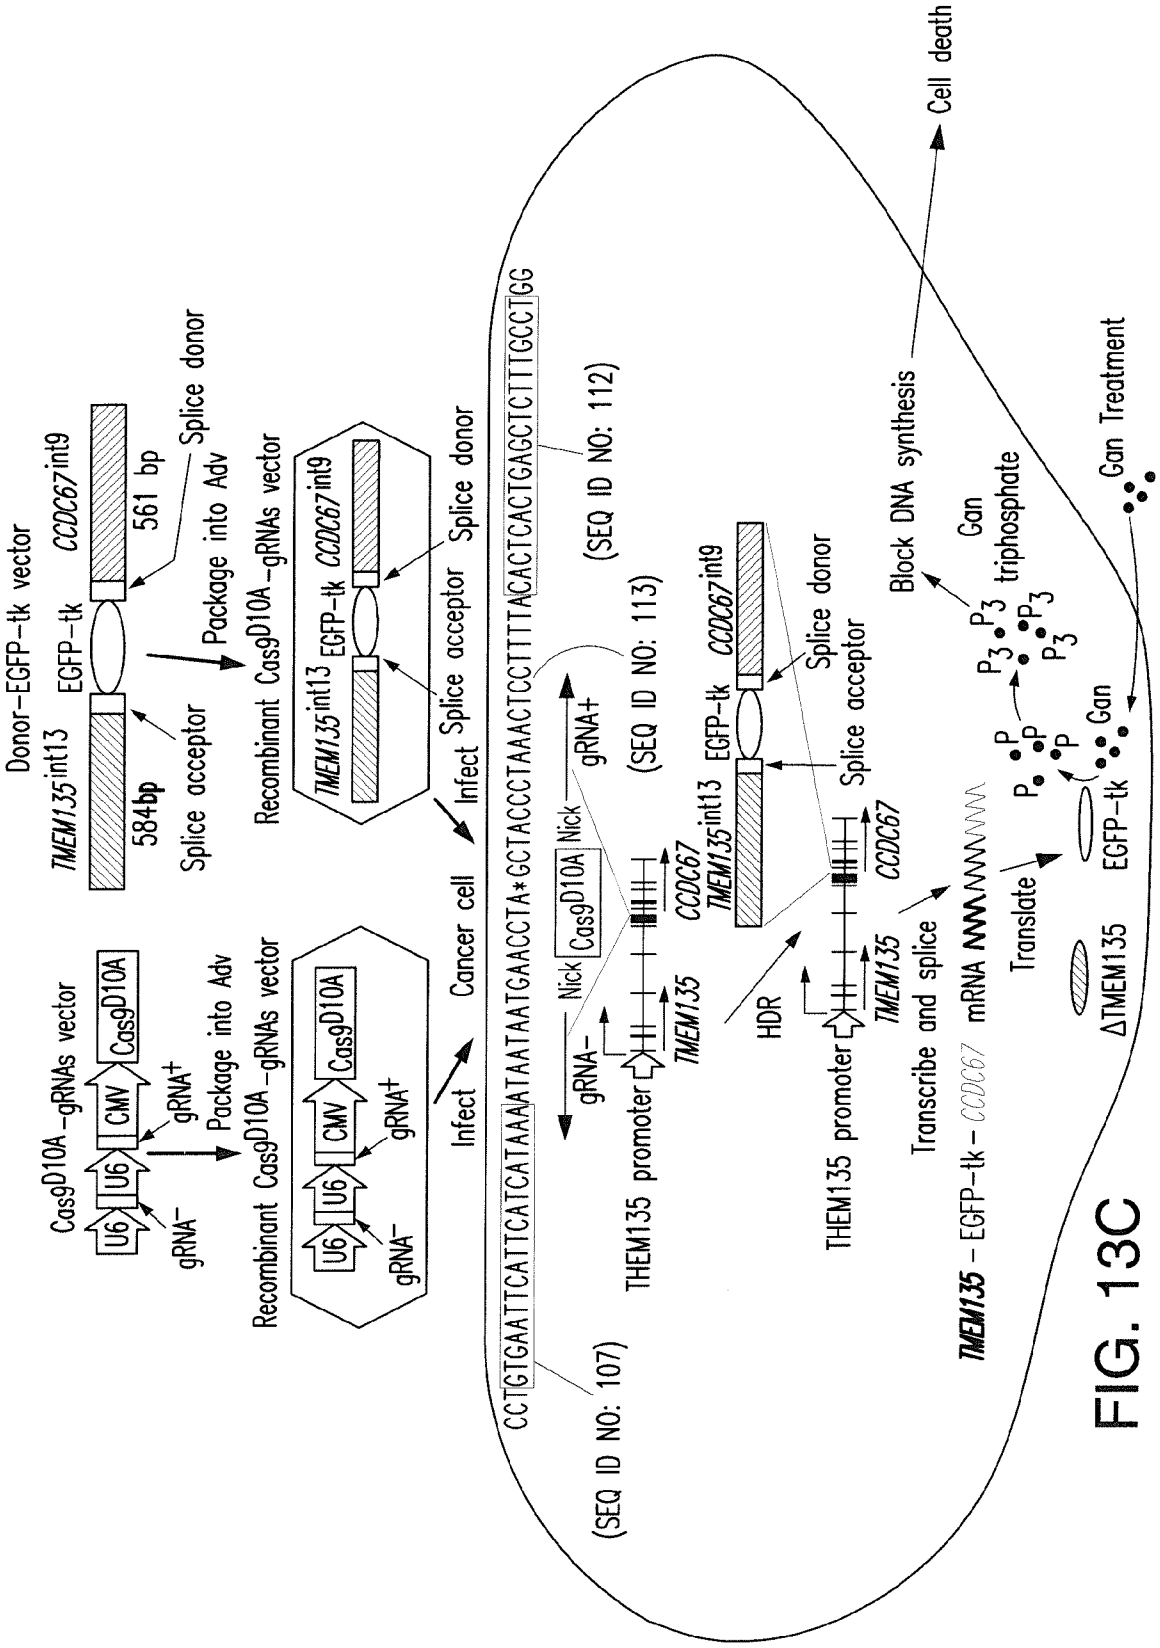 Cas9D10A-gRNAs vector
U6 U6 CMV Cas9D10A
gRNA- gRNA+
Package into Adv
Recombinant Cas9D10A-gRNAs vector
U6 U6 CMV Cas9D10A
gRNA- gRNA+
Infect
Donor-EGFP-tk vector
TMEM135int13 EGFP-tk CCDC67int9
584bp 561 bp
Splice acceptor Splice donor
Package into Adv
Recombinant Cas9D10A-gRNAs vector
TMEM135int13 EGFP-tk CCDC67int9
Splice acceptor Splice donor
Infect
Cancer cell
CCTGTGAATTCATTCATCATAAAATAATAATGAACCTA*GCTACCCTAAACTCCTTTTACACTCACTGAGCTCTTTGCCTGG
(SEQ ID NO: 107)
(SEQ ID NO: 113)
(SEQ ID NO: 112)
Nick Cas9D10A Nick
gRNA- gRNA+
THEM135 promoter
TMEM135 CCDC67
HDR
TMEM135int13 EGFP-tk CCDC67int9
Splice acceptor Splice donor
THEM135 promoter
TMEM135 CCDC67
Transcribe and splice
TMEM135 - EGFP-tk - CCDC67 mRNA
Translate
ΔTMEM135 EGFP-tk
Gan
P P P P
P3 P3 P3 P3
Gan
triphosphate
Block DNA synthesis
Cell death
Gan Treatment
FIG. 13C